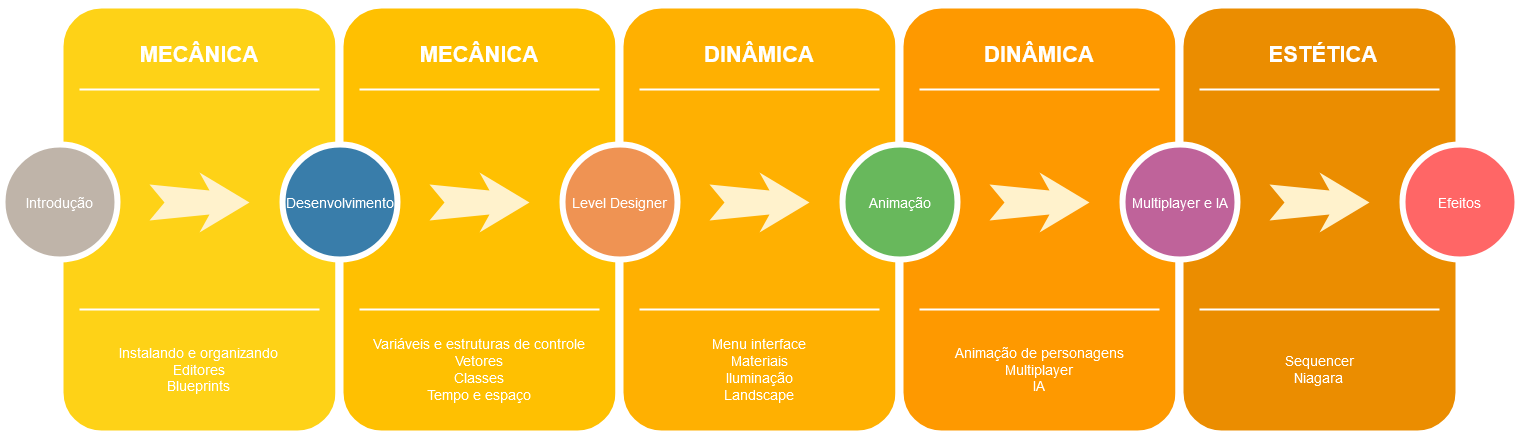 MECÂNICA
MECÂNICA
DINÂMICA
DINÂMICA
ESTÉTICA
Introdução
Desenvolvimento
Level Designer
Animação
Multiplayer e IA
Efeitos
Instalando e organizando
Editores
Blueprints
Variáveis e estruturas de controle
Vetores
Classes
Tempo e espaço
Menu interface
Materiais
Iluminação
Landscape
Animação de personagens
Multiplayer
IA
Sequencer
Niagara